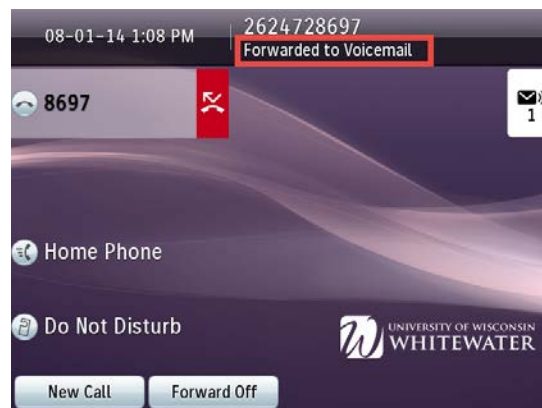 08-01-14 1:08 PM
2624728697
Forwarded to Voicemail
8697
1
Home Phone
Do Not Disturb
W
UNIVERSITY OF WISCONSIN
WHITEWATER
New Call
Forward Off